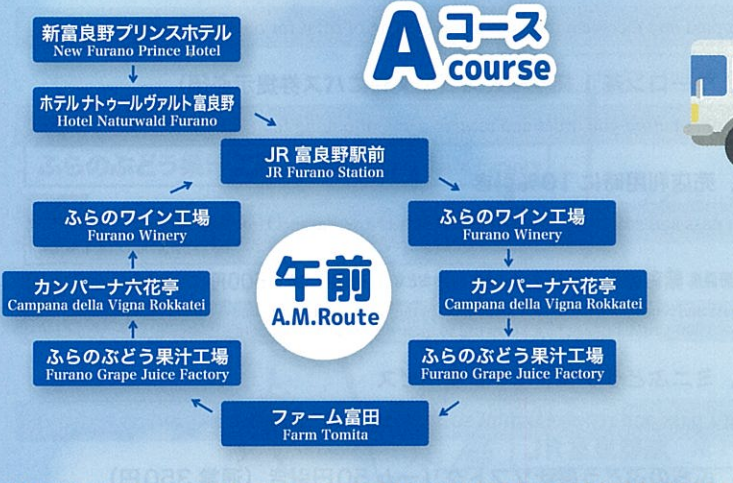 Aコース
course
新富良野プリンスホテル
New Furano Prince Hotel
ホテルナトゥールヴァルト富良野
Hotel Naturwald Furano
JR 富良野駅前
JR Furano Station
ふらのワイン工場
Furano Winery
ふらのワイン工場
Furano Winery
カンパーナ六花亭
Campana della Vigna Rokkatei
午前
A.M.Route
カンパーナ六花亭
Campana della Vigna Rokkatei
ふらのぶどう果汁工場
Furano Grape Juice Factory
ふらのぶどう果汁工場
Furano Grape Juice Factory
ファーム富田
Farm Tomita